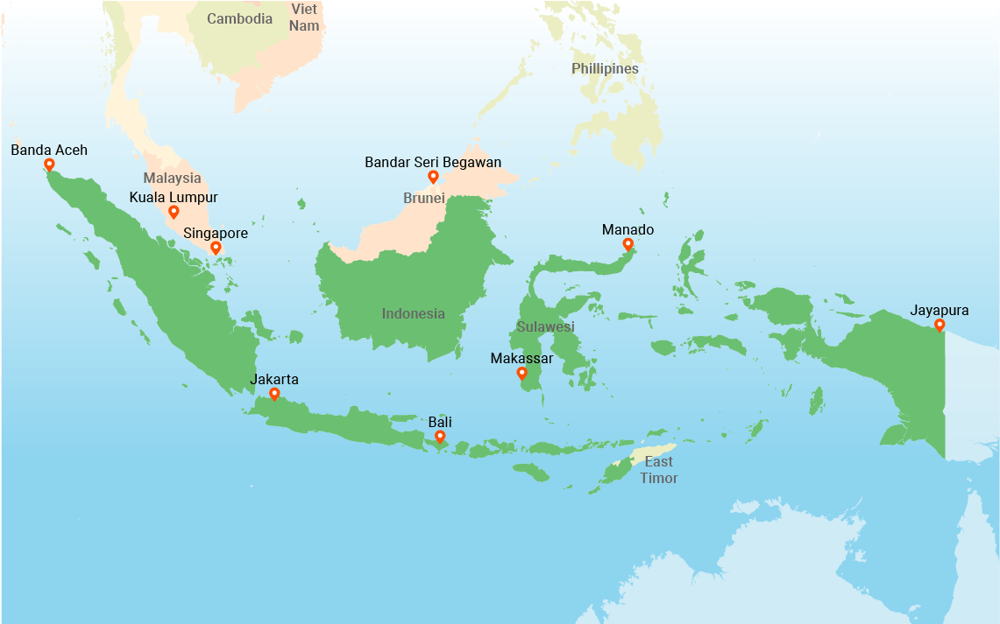 Viet
Nam
Cambodia
Phillipines
Banda Aceh
Bandar Seri Begawan
Malaysia
Kuala Lumpur
Brunei
Singapore
Manado
Indonesia
Jayapura
Sulawesi
Makassar
Jakarta
Bali
East
Timor